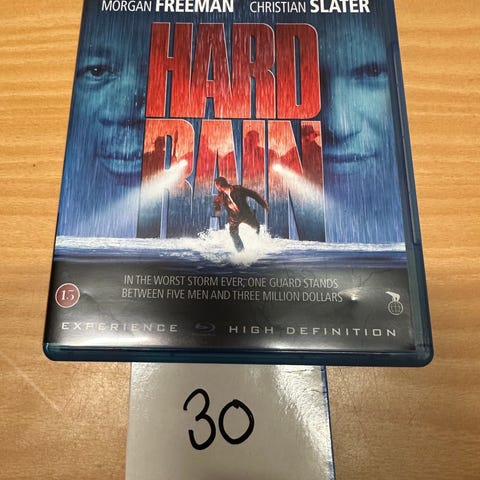 MORGAN FREEMAN CHRISTIAN SLATER
HARD
RAIN
IN THE WORST STORM EVER, ONE GUARD STANDS
BETWEEN FIVE MEN AND THREE MILLION DOLLARS
15
EXPERIENCE HIGH DEFINITION
30